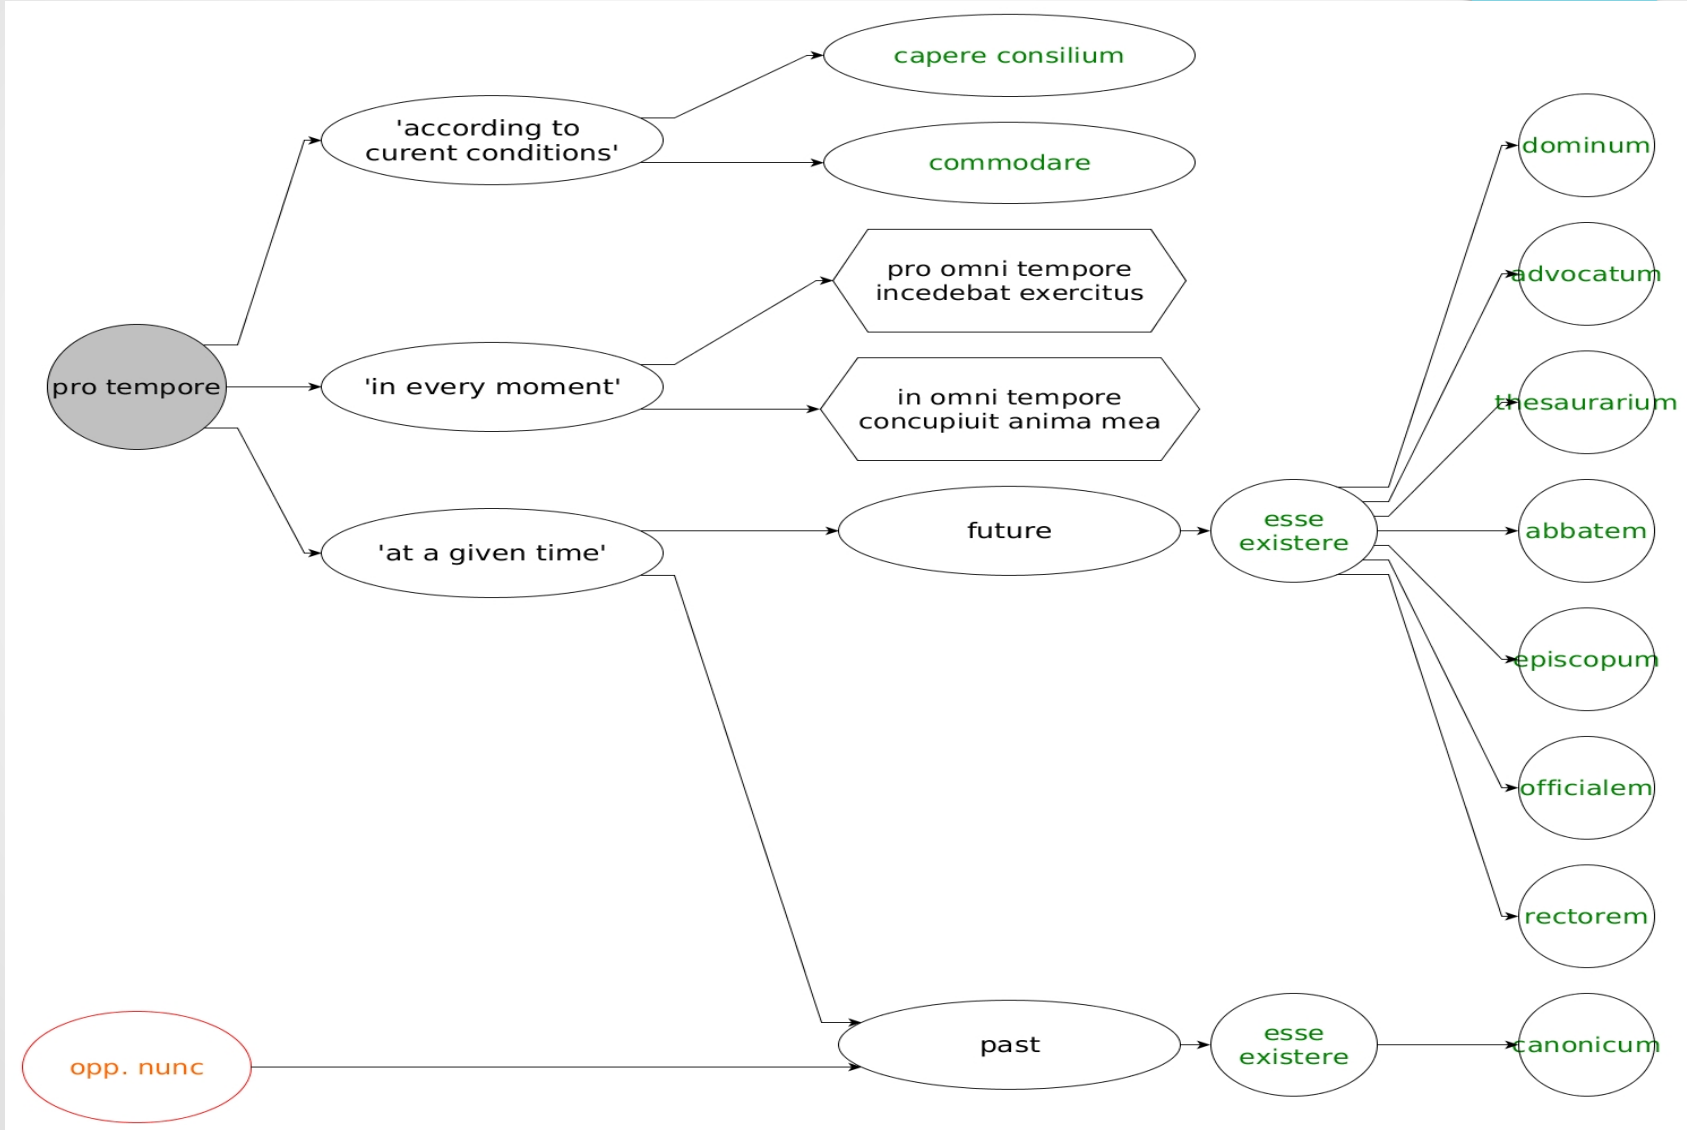 capere consilium
'according to
curent conditions'
commodare
dominum
pro omni tempore
incedebat exercitus
advocatum
pro tempore
'in every moment'
in omni tempore
concupiuit anima mea
thesaurarium
'at a given time'
future
esse
existere
abbatem
episcopum
officialem
rectorem
opp. nunc
past
esse
existere
canonicum